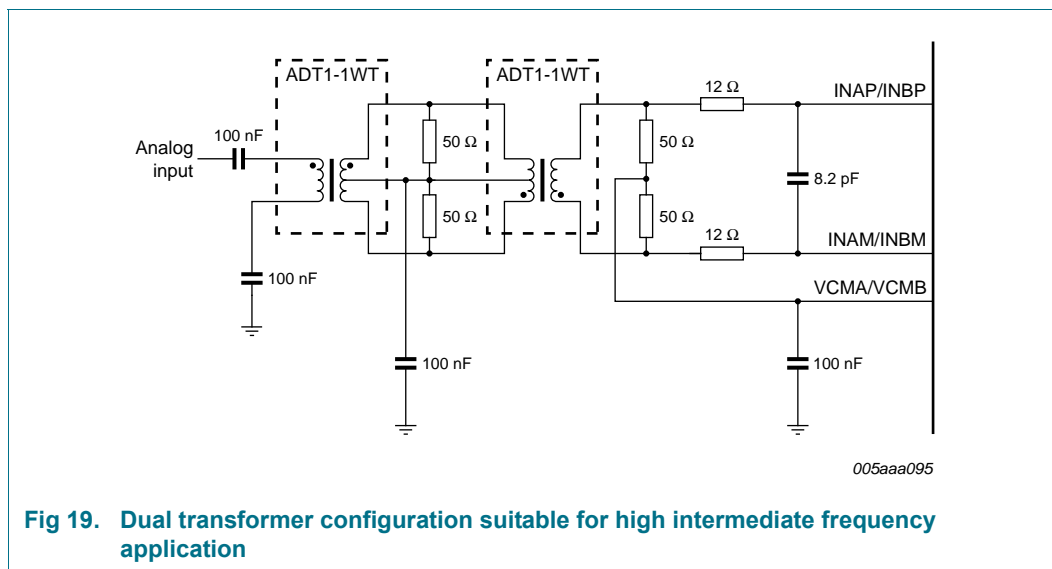 ADT1-1WT
ADT1-1WT
12 Ω
INAP/INBP
100 nF
Analog
input
50 Ω
50 Ω
8.2 pF
50 Ω
50 Ω
12 Ω
INAM/INBM
100 nF
VCMA/VCMB
100 nF
100 nF
005aaa095
Fig 19. Dual transformer configuration suitable for high intermediate frequency
application